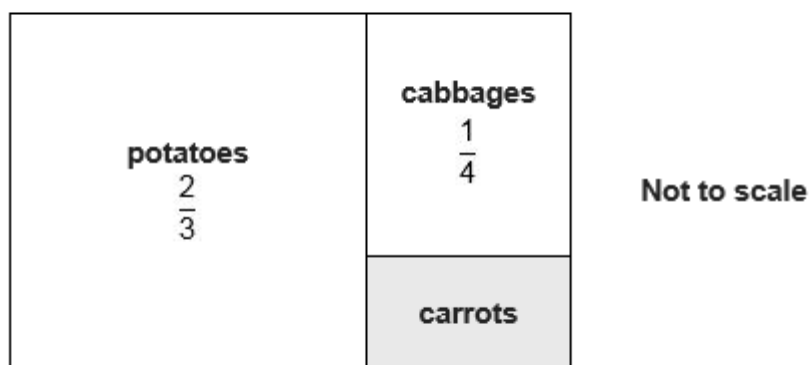 potatoes
2/3
cabbages
1/4
carrots
Not to scale